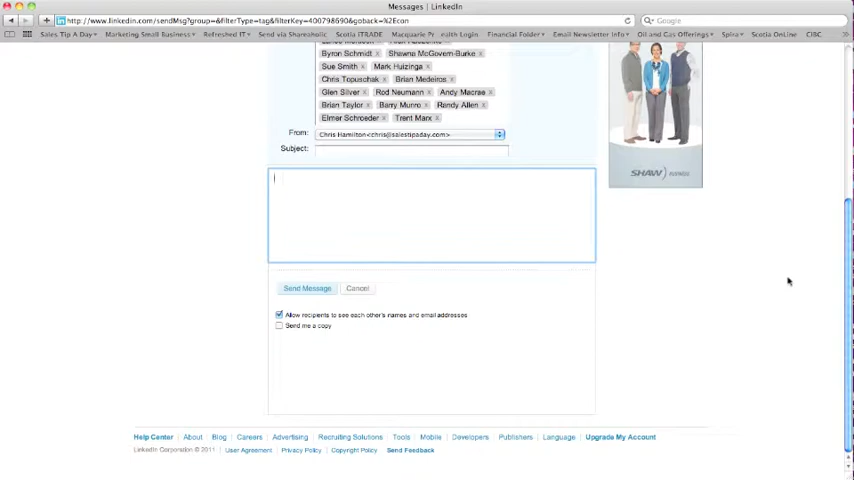 Messages | LinkedIn
http://www.linkedin.com/sendMsg?group=&filterType=tag&filterKey=400798690&goback=%2Econ
Google
Sales Tip A Day
Marketing Small Business
Refreshed IT
Send via Shareaholic
Scotia iTRADE
Macquarie Pr
ealth Login
Financial Folder
Email Newsletter Info
Oil and Gas Offerings
Spira
Scotia OnLine
CIBC
Byron Schmidt x Shawna McGovern-Burke x
Sue Smith x Mark Huizinga x
Chris Topuschak x Brian Medeiros x
Glen Silver x Rod Neumann x Andy Macrae x
Brian Taylor x Barry Munro x Randy Allen x
Elmer Schroeder x Trent Marx x
From: Chris Hamilton<chris@salestipaday.com>
Subject:
SHAW) BUSINESS
Send Message Cancel
Allow recipients to see each other's names and email addresses
Send me a copy
Help Center | About | Blog | Careers | Advertising | Recruiting Solutions | Tools | Mobile | Developers | Publishers | Language | Upgrade My Account
LinkedIn Corporation © 2011 | User Agreement | Privacy Policy | Copyright Policy | Send Feedback